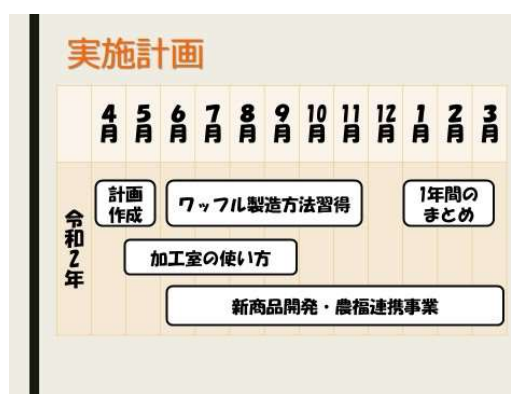 実施計画
4月 5月 6月 7月 8月 9月 10月 11月 12月 1月 2月 3月
令和2年
計画
作成
ワッフル製造方法習得
1年間の
まとめ
加工室の使い方
新商品開発・農福連携事業